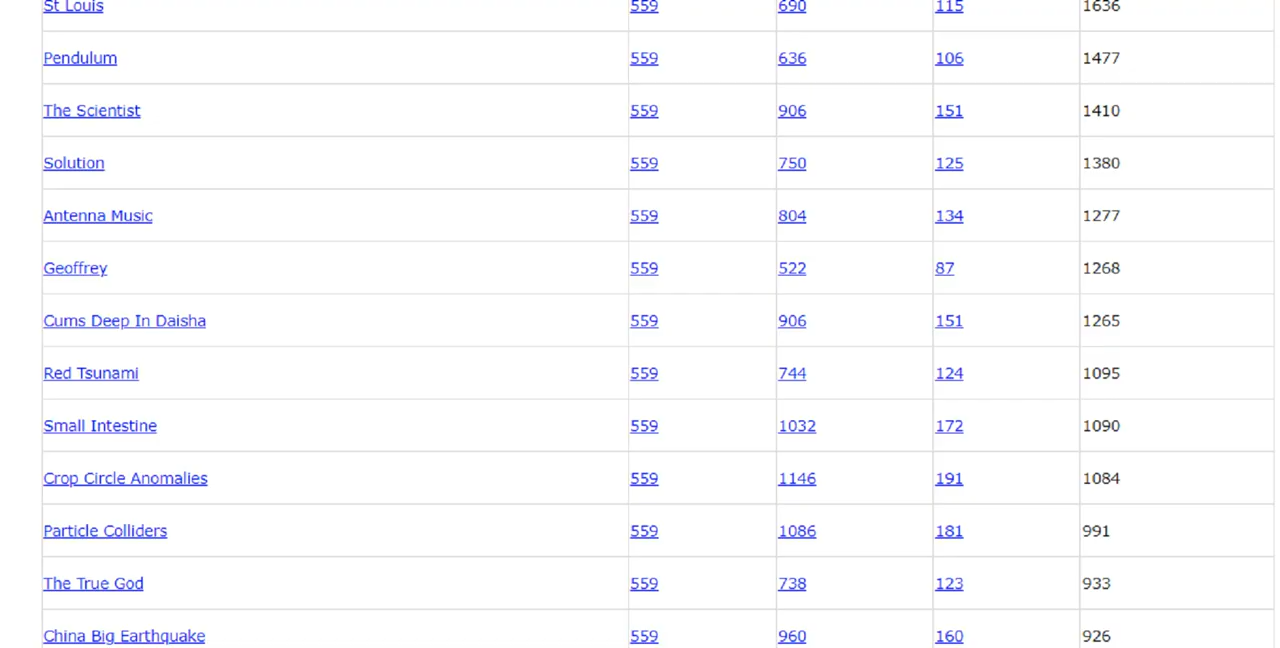 St Louis 559 690 115 1636
Pendulum 559 636 106 1477
The Scientist 559 906 151 1410
Solution 559 750 125 1380
Antenna Music 559 804 134 1277
Geoffrey 559 522 87 1268
Cums Deep In Daisha 559 906 151 1265
Red Tsunami 559 744 124 1095
Small Intestine 559 1032 172 1090
Crop Circle Anomalies 559 1146 191 1084
Particle Colliders 559 1086 181 991
The True God 559 738 123 933
China Big Earthquake 559 960 160 926